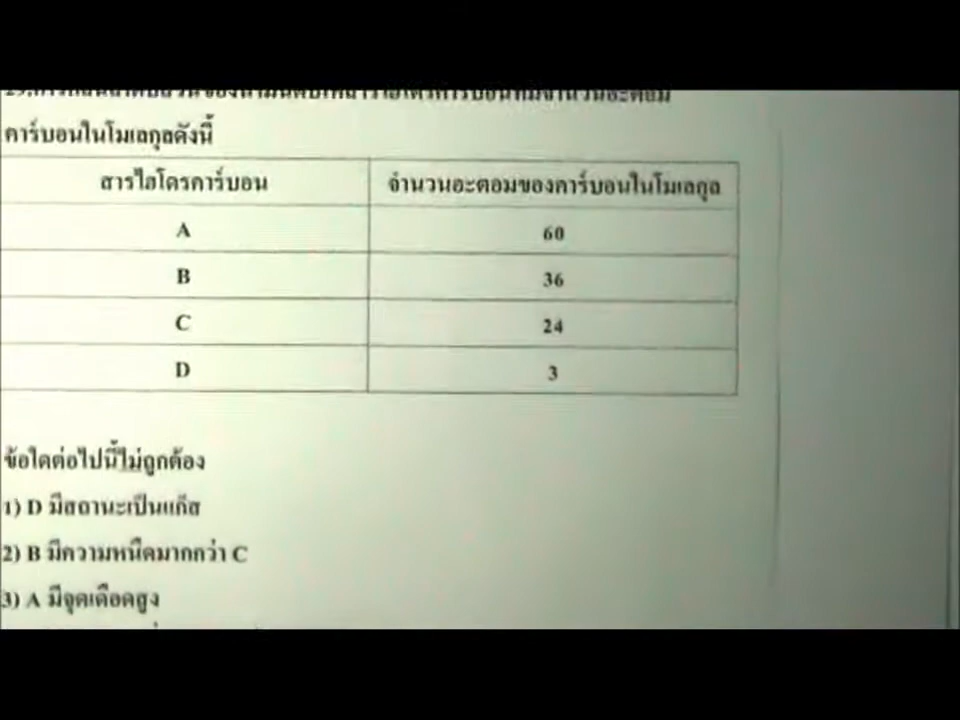 คาร์บอนในโมเลกุลดังนี้
สารไฮโดรคาร์บอน จำนวนอะตอมของคาร์บอนในโมเลกุล
A 60
B 36
C 24
D 3
ข้อใดต่อไปนี้ไม่ถูกต้อง
1) D มีสถานะเป็นแก๊ส
2) B มีความหนืดมากกว่า C
3) A มีจุดเดือดสูง